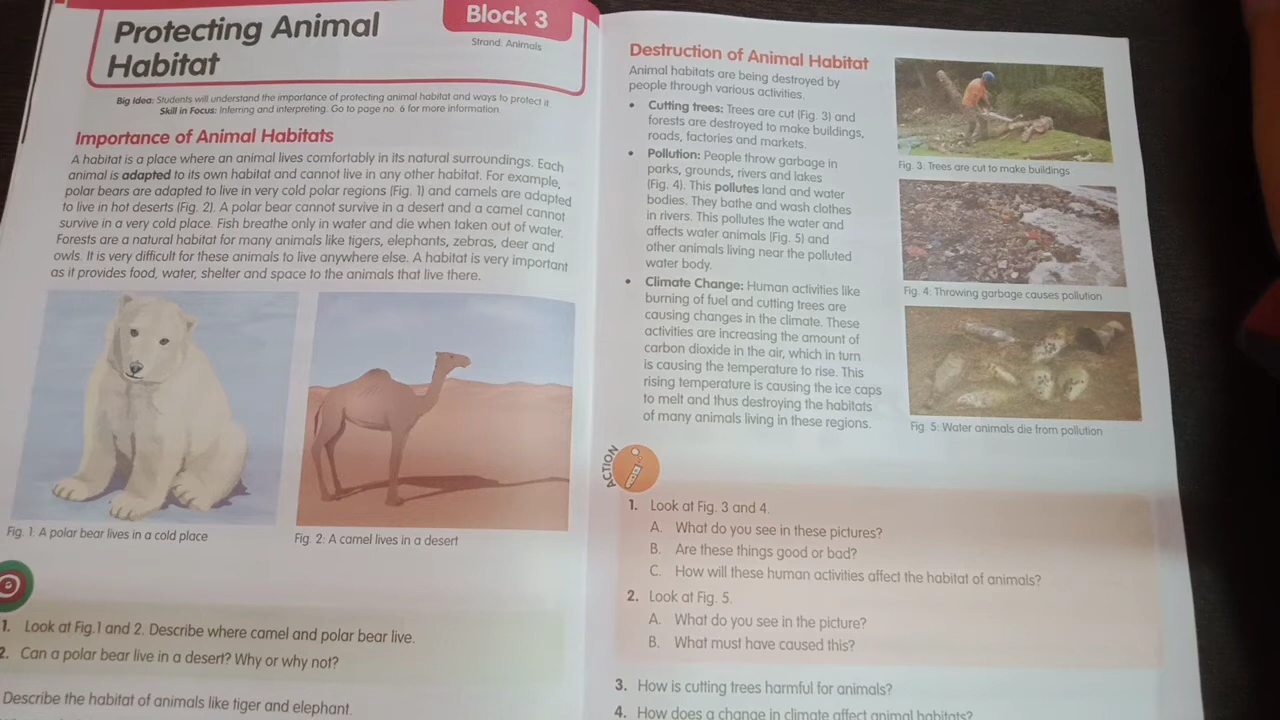 Protecting Animal
Habitat
Block 3
Strand: Animals
Big Idea: Students will understand the importance of protecting animal habitat and ways to protect it.
Skill in Focus: Inferring and interpreting. Go to page no. 6 for more information.
Importance of Animal Habitats
A habitat is a place where an animal lives comfortably in its natural surroundings. Each
animal is adapted to its own habitat and cannot live in any other habitat. For example,
polar bears are adapted to live in very cold polar regions (Fig. 1) and camels are adapted
to live in hot deserts (Fig. 2). A polar bear cannot survive in a desert and a camel cannot
survive in a very cold place. Fish breathe only in water and die when taken out of water.
Forests are a natural habitat for many animals like tigers, elephants, zebras, deer and
owls. It is very difficult for these animals to live anywhere else. A habitat is very important
as it provides food, water, shelter and space to the animals that live there.
Fig. 1: A polar bear lives in a cold place
Fig. 2: A camel lives in a desert
1. Look at Fig.1 and 2. Describe where camel and polar bear live.
2. Can a polar bear live in a desert? Why or why not?
Describe the habitat of animals like tiger and elephant.
Destruction of Animal Habitat
Animal habitats are being destroyed by
people through various activities.
• Cutting trees: Trees are cut (Fig. 3) and
forests are destroyed to make buildings,
roads, factories and markets.
• Pollution: People throw garbage in
parks, grounds, rivers and lakes
(Fig. 4). This pollutes land and water
bodies. They bathe and wash clothes
in rivers. This pollutes the water and
affects water animals (Fig. 5) and
other animals living near the polluted
water body.
• Climate Change: Human activities like
burning of fuel and cutting trees are
causing changes in the climate. These
activities are increasing the amount of
carbon dioxide in the air, which in turn
is causing the temperature to rise. This
rising temperature is causing the ice caps
to melt and thus destroying the habitats
of many animals living in these regions.
Fig. 3: Trees are cut to make buildings
Fig. 4: Throwing garbage causes pollution
Fig. 5: Water animals die from pollution
ACTION
1. Look at Fig. 3 and 4.
A. What do you see in these pictures?
B. Are these things good or bad?
C. How will these human activities affect the habitat of animals?
2. Look at Fig. 5.
A. What do you see in the picture?
B. What must have caused this?
3. How is cutting trees harmful for animals?
4. How does a change in climate affect animal habitats?